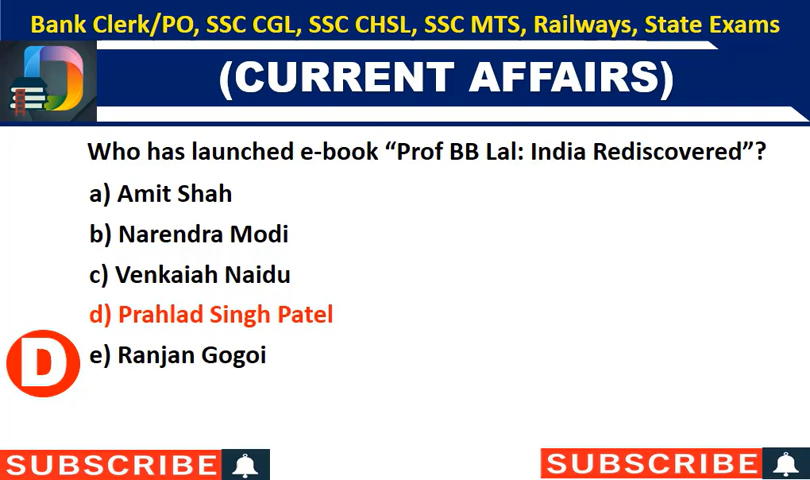 Bank Clerk/PO, SSC CGL, SSC CHSL, SSC MTS, Railways, State Exams
(CURRENT AFFAIRS)
Who has launched e-book “Prof BB Lal: India Rediscovered”?
a) Amit Shah
b) Narendra Modi
c) Venkaiah Naidu
d) Prahlad Singh Patel
e) Ranjan Gogoi
D
SUBSCRIBE
SUBSCRIBE